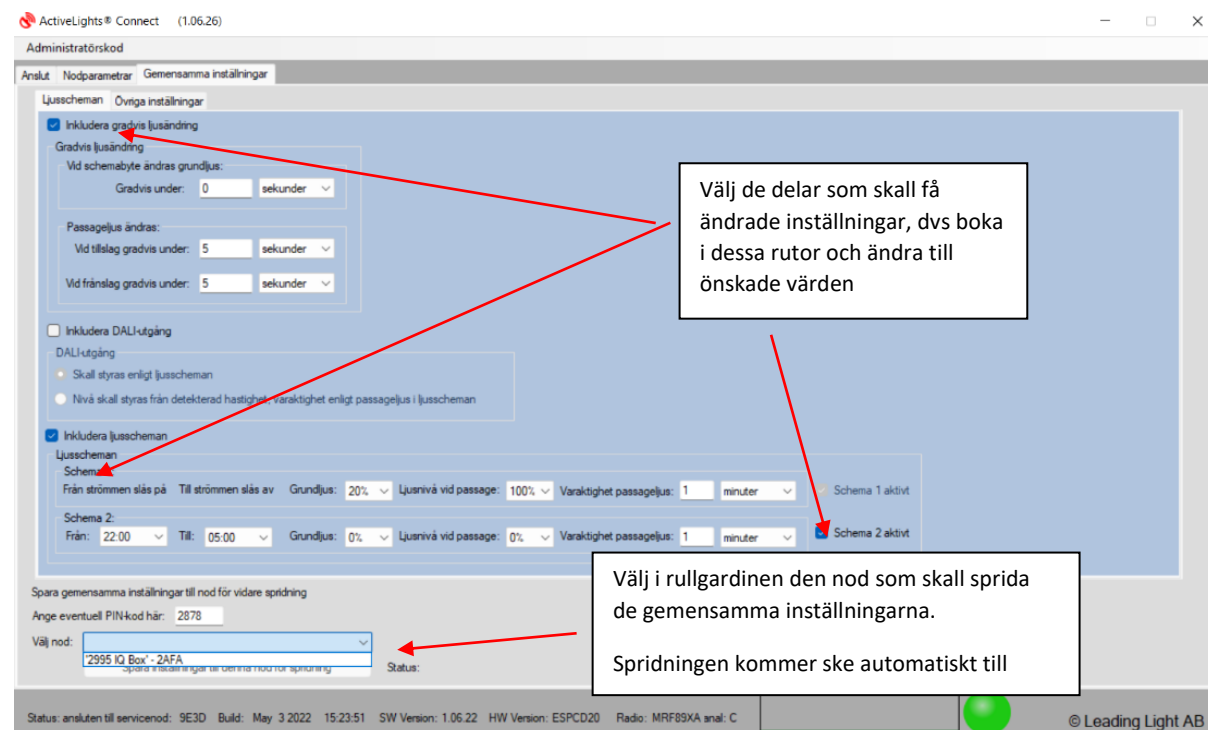 ActiveLights® Connect (1.06.26)
Administratörskod
Anslut Nodparametrar Gemensamma inställningar
Ljusscheman Övriga inställningar
Inkludera gradvis ljusändring
Gradvis ljusändring
Vid schemabyte ändras grundljus:
Gradvis under: 0 sekunder
Passageljus ändras:
Vid tillslag gradvis under: 5 sekunder
Vid frånslag gradvis under: 5 sekunder
Inkludera DALI-utgång
DALI-utgång
Skall styras enligt ljusscheman
Nivå skall styras från detekterad hastighet, varaktighet enligt passageljus i ljusscheman
Inkludera ljusscheman
Ljusscheman
Schema
Från strömmen slås på Till strömmen slås av Grundljus: 20% Ljusnivå vid passage: 100% Varaktighet passageljus: 1 minuter Schema 1 aktivt
Schema 2:
Från: 22:00 Till: 05:00 Grundljus: 0% Ljusnivå vid passage: 0% Varaktighet passageljus: 1 minuter Schema 2 aktivt
Välj de delar som skall få
ändrade inställningar, dvs boka
i dessa rutor och ändra till
önskade värden
Spara gemensamma inställningar till nod för vidare spridning
Ange eventuell PIN-kod här: 2878
Välj nod:
'2995 IQ Box' - 2AFA
Spara inställningar till denna nod för spridning Status:
Välj i rullgardinen den nod som skall sprida
de gemensamma inställningarna.
Spridningen kommer ske automatiskt till
Status: ansluten till servicenod: 9E3D Build: May 3 2022 15:23:51 SW Version: 1.06.22 HW Version: ESPCD20 Radio: MRF89XA anal: C
© Leading Light AB